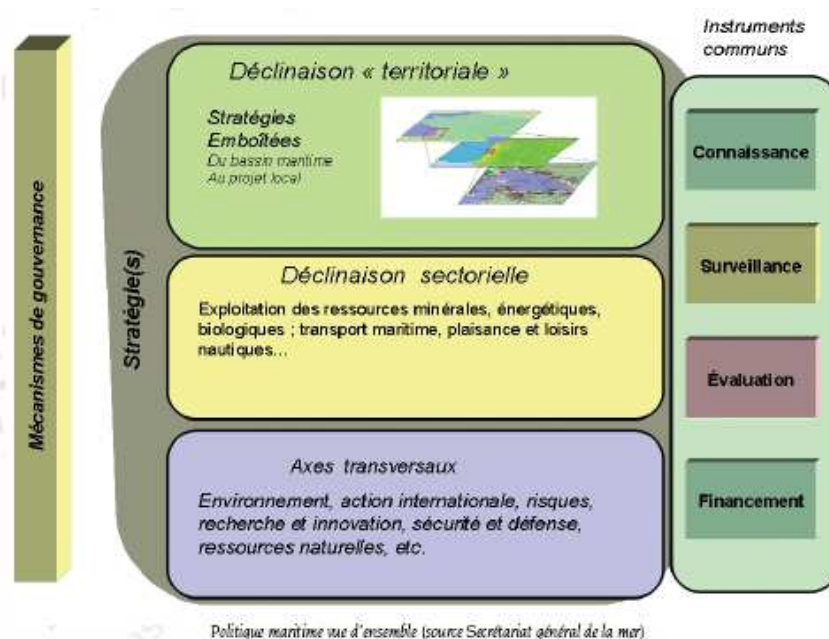 Mécanismes de gouvernance
Stratégie(s)
Déclinaison « territoriale »
Stratégies
Emboîtées
Du bassin maritime
Au projet local
Déclinaison sectorielle
Exploitation des ressources minérales, énergétiques,
biologiques ; transport maritime, plaisance et loisirs
nautiques...
Axes transversaux
Environnement, action internationale, risques,
recherche et innovation, sécurité et défense,
ressources naturelles, etc.
Instruments
communs
Connaissance
Surveillance
Évaluation
Financement
Politique maritime vue d'ensemble (source Secrétariat général de la mer)